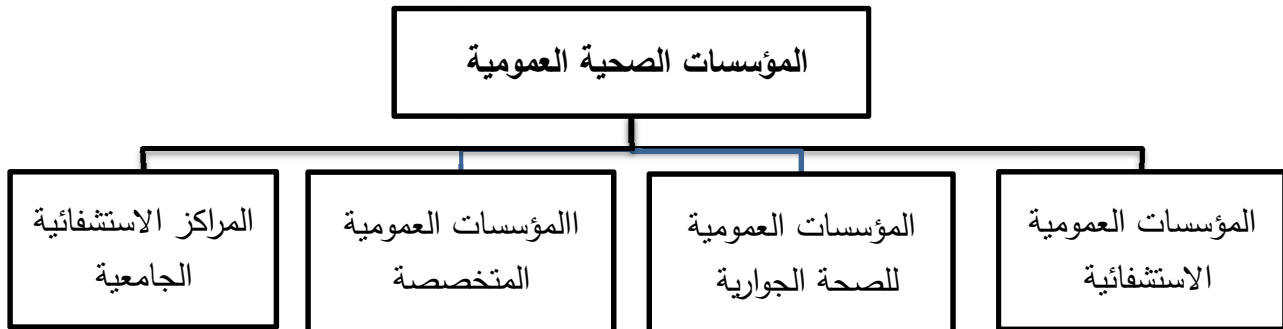 المؤسسات الصحية العمومية
المؤسسات العمومية
الاستشفائية
المؤسسات العمومية
للصحة الجوارية
االمؤسسات العمومية
المتخصصة
المراكز الاستشفائية
الجامعية